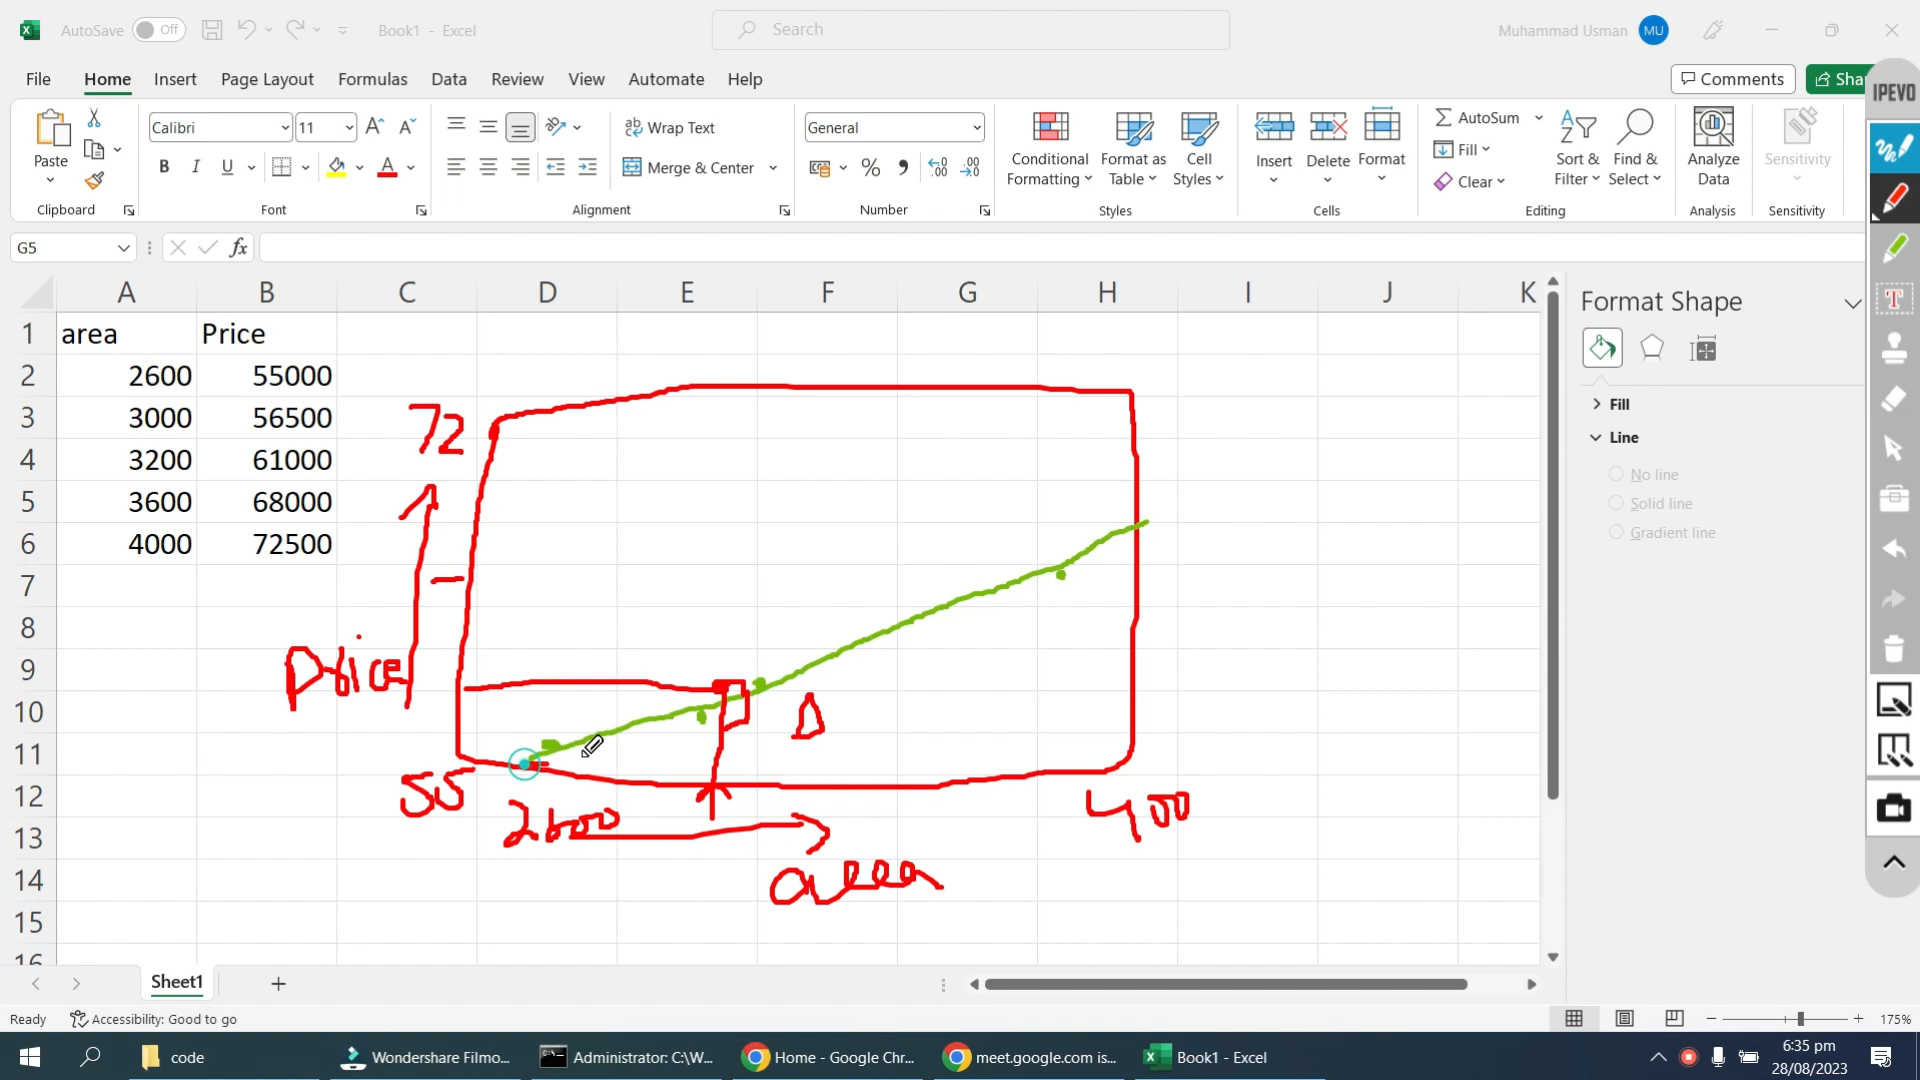 AutoSave Off Book1 - Excel Search Muhammad Usman MU
File Home Insert Page Layout Formulas Data Review View Automate Help Comments
IPEVO
Calibri 11 Wrap Text General AutoSum
Paste B I U Merge & Center % Conditional Formatting Format as Table Cell Styles Insert Delete Format Fill Clear Sort & Filter Find & Select Analyze Data Sensitivity
Clipboard Font Alignment Number Styles Cells Editing Analysis Sensitivity
G5 fx
A B C D E F G H I J K
Format Shape
1 area Price
2 2600 55000
3 3000 56500
4 3200 61000
5 3600 68000
6 4000 72500
7
8
9
10
11
12
13
14
15
16
Fill
Line
No line
Solid line
Gradient line
72
Price
55
2600
400
area
Sheet1
Ready Accessibility: Good to go 175%
code Wondershare Filmo... Administrator: C:\W... Home - Google Chr... meet.google.com is... Book1 - Excel 6:35 pm
28/08/2023